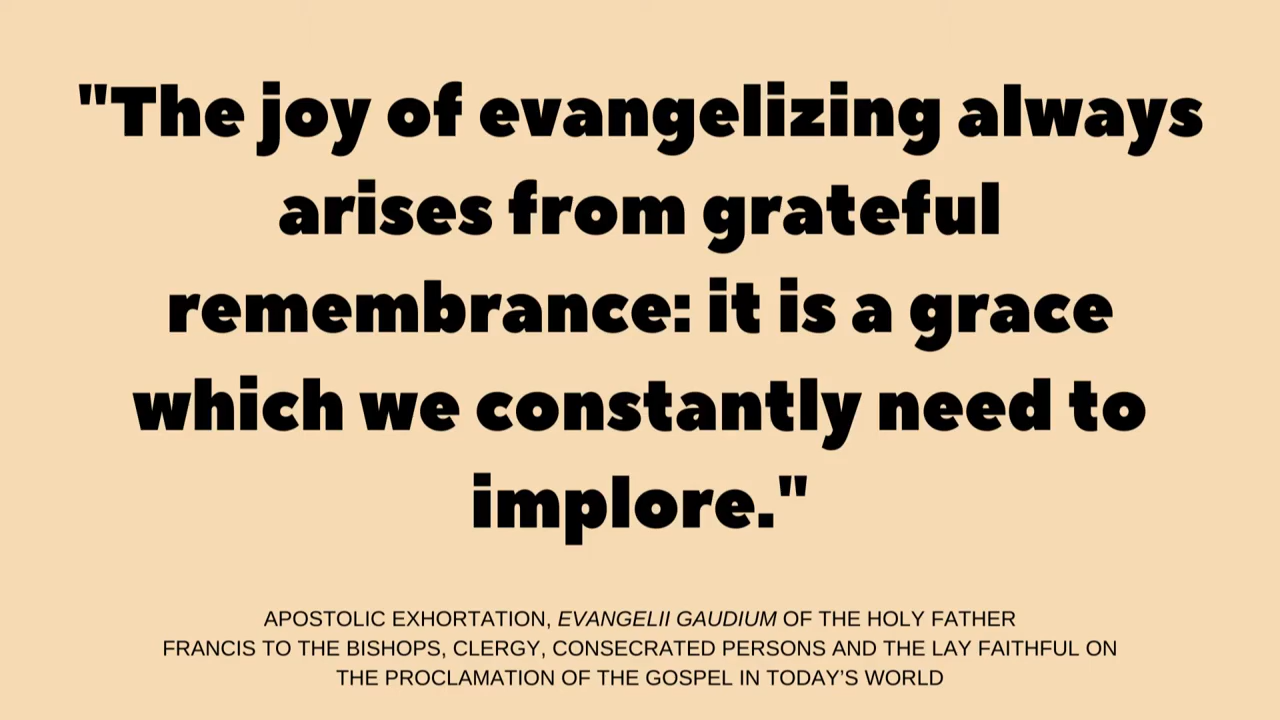 "The joy of evangelizing always
arises from grateful
remembrance: it is a grace
which we constantly need to
implore."
APOSTOLIC EXHORTATION, EVANGELII GAUDIUM OF THE HOLY FATHER
FRANCIS TO THE BISHOPS, CLERGY, CONSECRATED PERSONS AND THE LAY FAITHFUL ON
THE PROCLAMATION OF THE GOSPEL IN TODAY’S WORLD